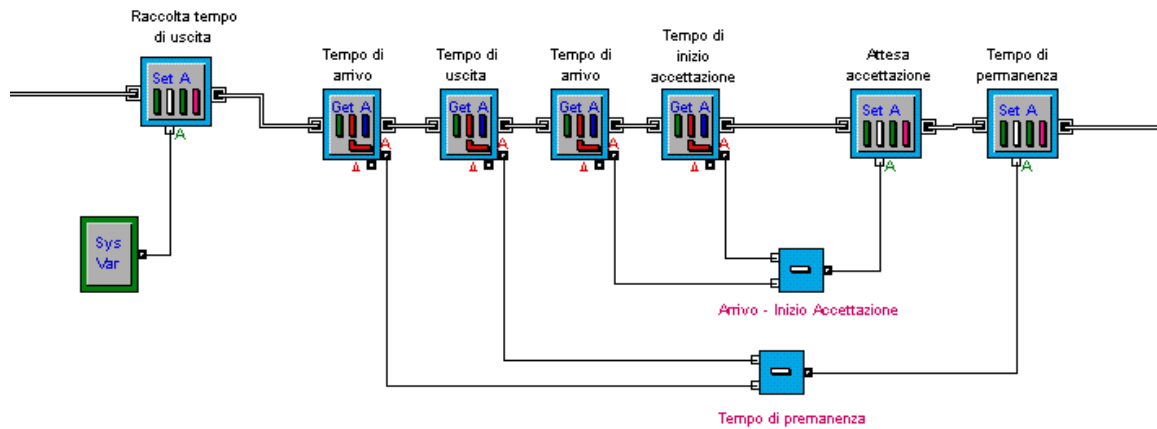 Raccolta tempo
di uscita
Tempo di
arrivo
Tempo di
uscita
Tempo di
arrivo
Tempo di
inizio
accettazione
Attesa
accettazione
Tempo di
permanenza
Set A
A
Get A
A
Δ
Get A
A
Δ
Get A
A
Δ
Get A
A
Δ
Set A
A
Set A
A
Sys
Var
Arrivo - Inizio Accettazione
Tempo di premanenza